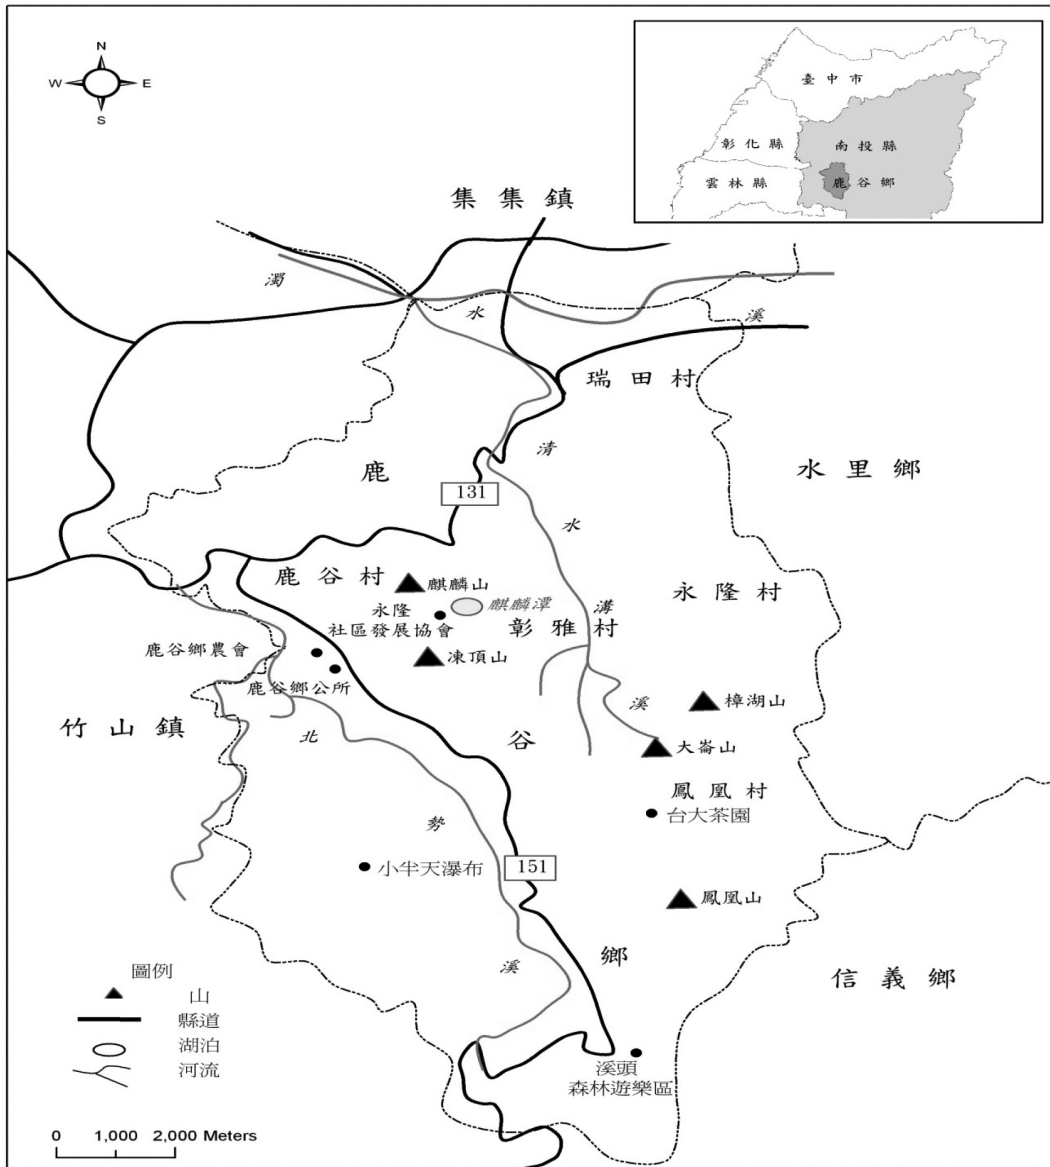 N
W E
S
臺中市
彰化縣
南投縣
雲林縣
鹿谷鄉
集集鎮
濁
水
溪
瑞田村
清
鹿
水里鄉
131
水
鹿谷村
麒麟山
永隆村
永隆
社區發展協會
麒麟潭
溝
彰雅村
鹿谷鄉農會
凍頂山
鹿谷鄉公所
溪
樟湖山
竹山鎮
北
谷
大崙山
鳳凰村
台大茶園
勢
小半天瀑布
151
鳳凰山
鄉
溪
信義鄉
圖例
山
縣道
湖泊
河流
溪頭
森林遊樂區
0 1,000 2,000 Meters